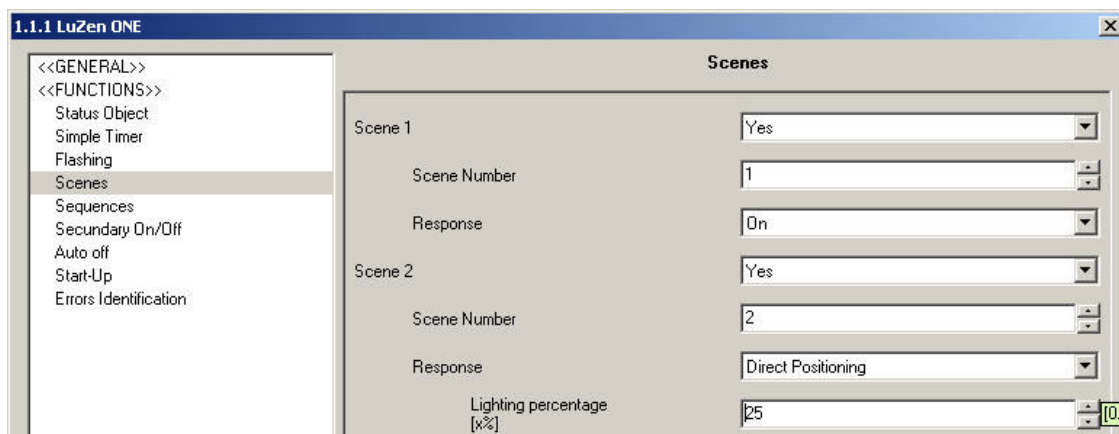 1.1.1 LuZen ONE
<<GENERAL>>
<<FUNCTIONS>>
Status Object
Simple Timer
Flashing
Scenes
Sequences
Secundary On/Off
Auto off
Start-Up
Errors Identification
Scenes
Scene 1 Yes
Scene Number 1
Response On
Scene 2 Yes
Scene Number 2
Response Direct Positioning
Lighting percentage
[x%] 25
[0.